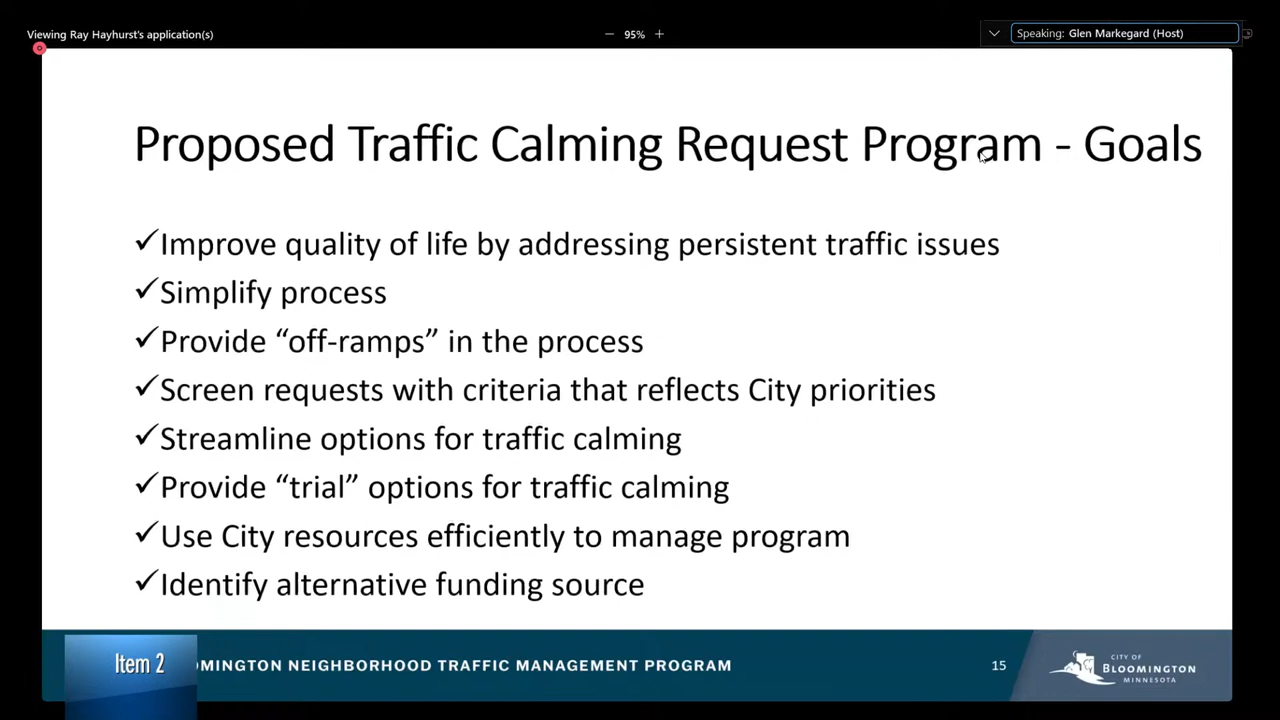 Viewing Ray Hayhurst's application(s)
95%
Speaking: Glen Markegard (Host)
Proposed Traffic Calming Request Program - Goals
✓Improve quality of life by addressing persistent traffic issues
✓Simplify process
✓Provide “off-ramps” in the process
✓Screen requests with criteria that reflects City priorities
✓Streamline options for traffic calming
✓Provide “trial” options for traffic calming
✓Use City resources efficiently to manage program
✓Identify alternative funding source
Item 2
OMINGTON NEIGHBORHOOD TRAFFIC MANAGEMENT PROGRAM
15
CITY OF
BLOOMINGTON
MINNESOTA